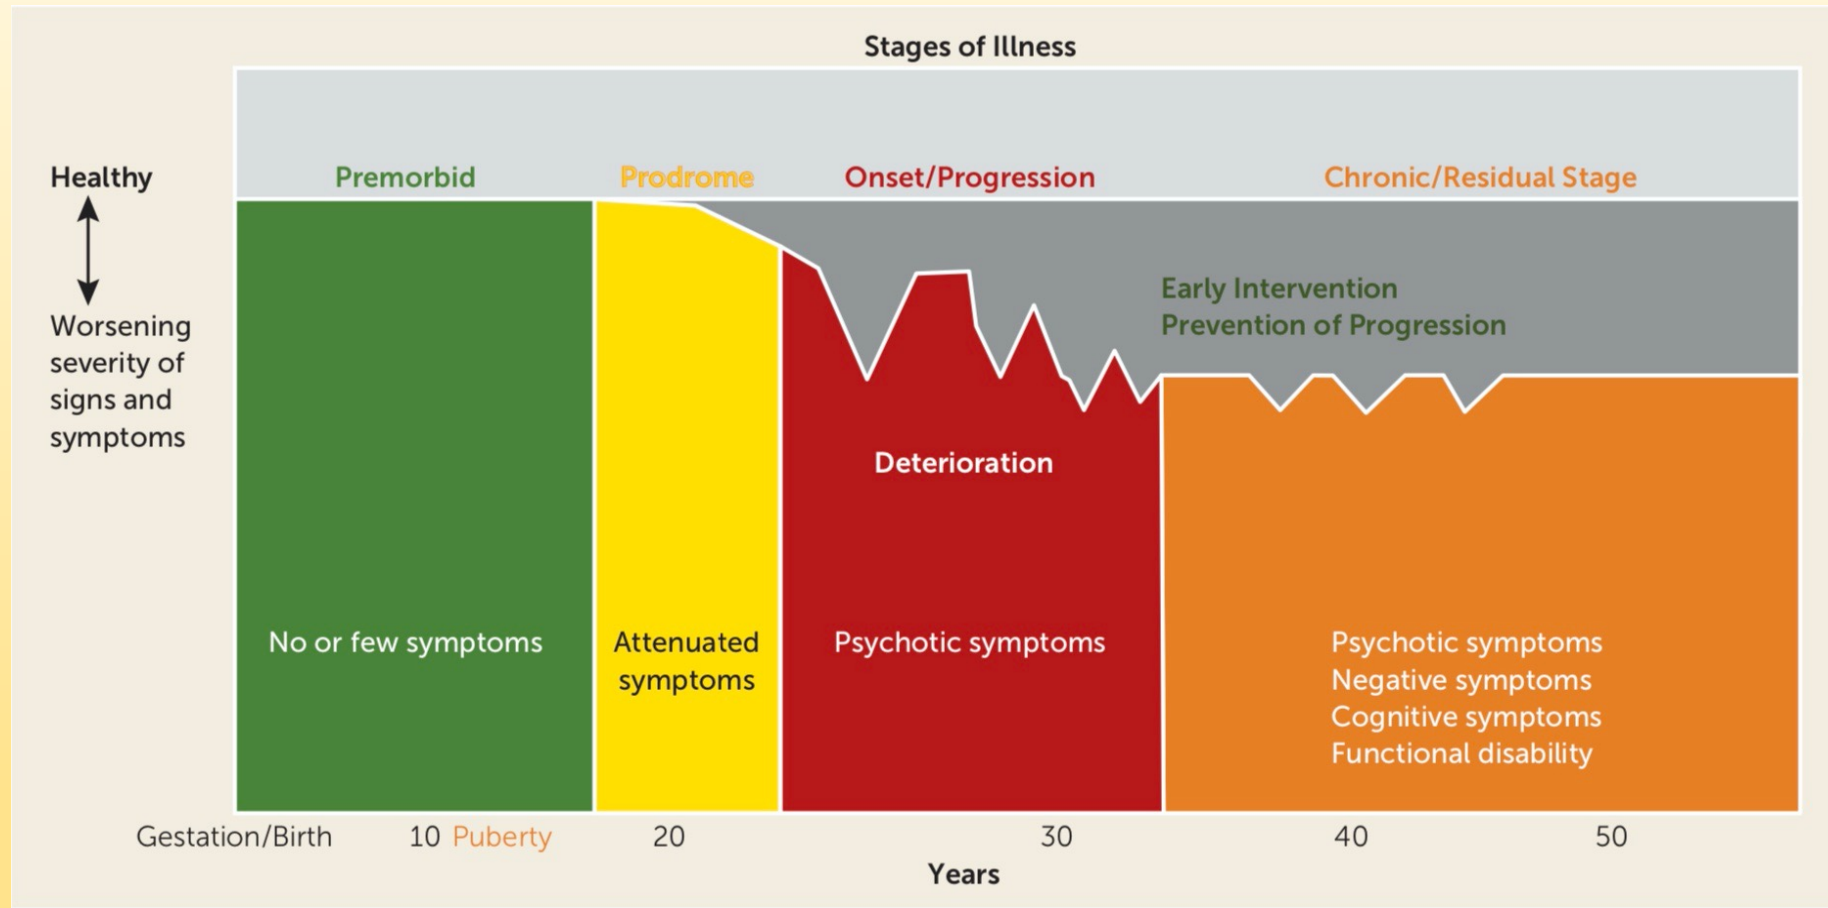 Stages of Illness
Healthy
Premorbid
Prodrome
Onset/Progression
Chronic/Residual Stage
Worsening
severity of
signs and
symptoms
Early Intervention
Prevention of Progression
Deterioration
No or few symptoms
Attenuated
symptoms
Psychotic symptoms
Psychotic symptoms
Negative symptoms
Cognitive symptoms
Functional disability
Gestation/Birth 10 Puberty 20 30 40 50
Years